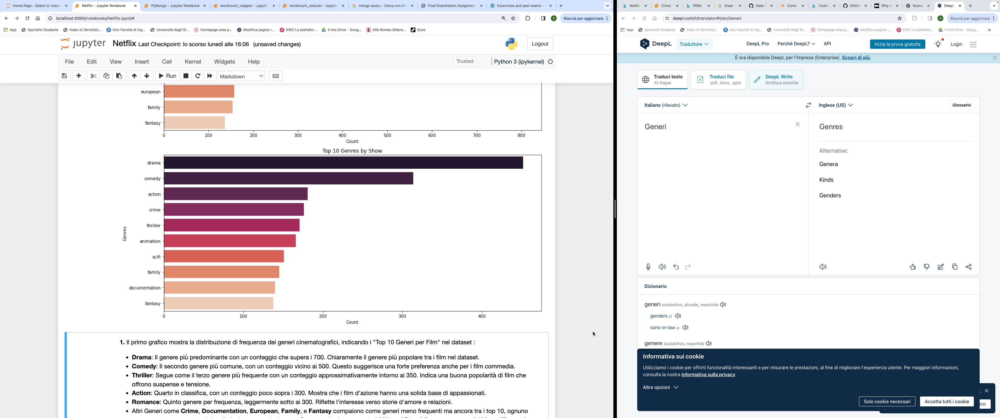 Home Page - Select or create
Netflix - Jupyter Notebook
PyMongo - Jupyter Notebook
wordcount_mapper - Jupyter
wordcount_reducer - Jupyter
mongo query - Cerca con Go
Final Examination Assignmen
Excercises and past exams –
localhost:8886/notebooks/Netflix.ipynb#
G
Riavvia per aggiornare
App
Sportello Studente
Index of /ferretti/c...
kiro-Facoltà di Ing...
Università degli St...
Homepage area p...
Modifica pagina ‹...
KIRO La piattafor...
Il mio Drive - Goog...
Alfa Romeo Milano...
Suno
jupyter
Netflix Last Checkpoint: lo scorso lunedì alle 16:06 (unsaved changes)
Logout
File Edit View Insert Cell Kernel Widgets Help
Trusted
Python 3 (ipykernel)
Run
Markdown
european
family
fantasy
0 100 200 300 400 500 600 700 800
Count
Top 10 Genres by Show
drama
comedy
action
crime
thriller
animation
scifi
family
documentation
fantasy
Genres
0 100 200 300 400
Count
1. Il primo grafico mostra la distribuzione di frequenza dei generi cinematografici, indicando i "Top 10 Generi per Film" nel dataset :
• Drama: Il genere più predominante con un conteggio che supera i 700. Chiaramente il genere più popolare tra i film nel dataset.
• Comedy: Il secondo genere più comune, con un conteggio vicino ai 500. Questo suggerisce una forte preferenza anche per i film commedia.
• Thriller: Segue come il terzo genere più frequente con un conteggio approssimativamente intorno ai 350. Indica una buona popolarità di film che
offrono suspense e tensione.
• Action: Quarto in classifica, con un conteggio poco sopra i 300. Mostra che i film d'azione hanno una solida base di appassionati.
• Romance: Quinto genere per frequenza, leggermente sotto ai 300. Riflette l'interesse verso storie d'amore e relazioni.
• Altri Generi come Crime, Documentation, European, Family, e Fantasy compaiono come generi meno frequenti ma ancora tra i top 10, ognuno
Netflix
Crime_
PRML
linear
Data-S
Come
Costru
GitHub
Why S
Nuova
DeepL
deepl.com/it/translator#it/en/Generi
G
Riavvia per aggiornare
App
Sportello Studente
Index of /ferretti/c...
kiro-Facoltà di Ing...
Università degli St...
Homepage area p...
Modifica pagina ‹...
KIRO La piattafor...
Il mio Drive - Goog...
»
DeepL
Traduttore
DeepL Pro
Perché DeepL?
API
Inizia la prova gratuita
Login
È ora disponibile DeepL per l'impresa (Enterprise). Scopri di più.
Traduci testo
32 lingue
Traduci file
.pdf, .docx, .pptx
DeepL Write
Scrittura assistita
Italiano (rilevato)
Inglese (US)
Glossario
Generi
Genres
Alternative:
Genera
Kinds
Genders
Dizionario
generi sostantivo, plurale, maschile
genders pl
sons-in-law pl
genere sostantivo, maschile
Informativa sui cookie
Utilizziamo i cookie per offrirti funzionalità interessanti e per misurare le prestazioni, al fine di migliorare l'esperienza utente. Per maggiori informazioni,
consulta la nostra informativa sulla privacy.
Altre opzioni
Solo cookie necessari
Accetta tutti i cookie
tis!